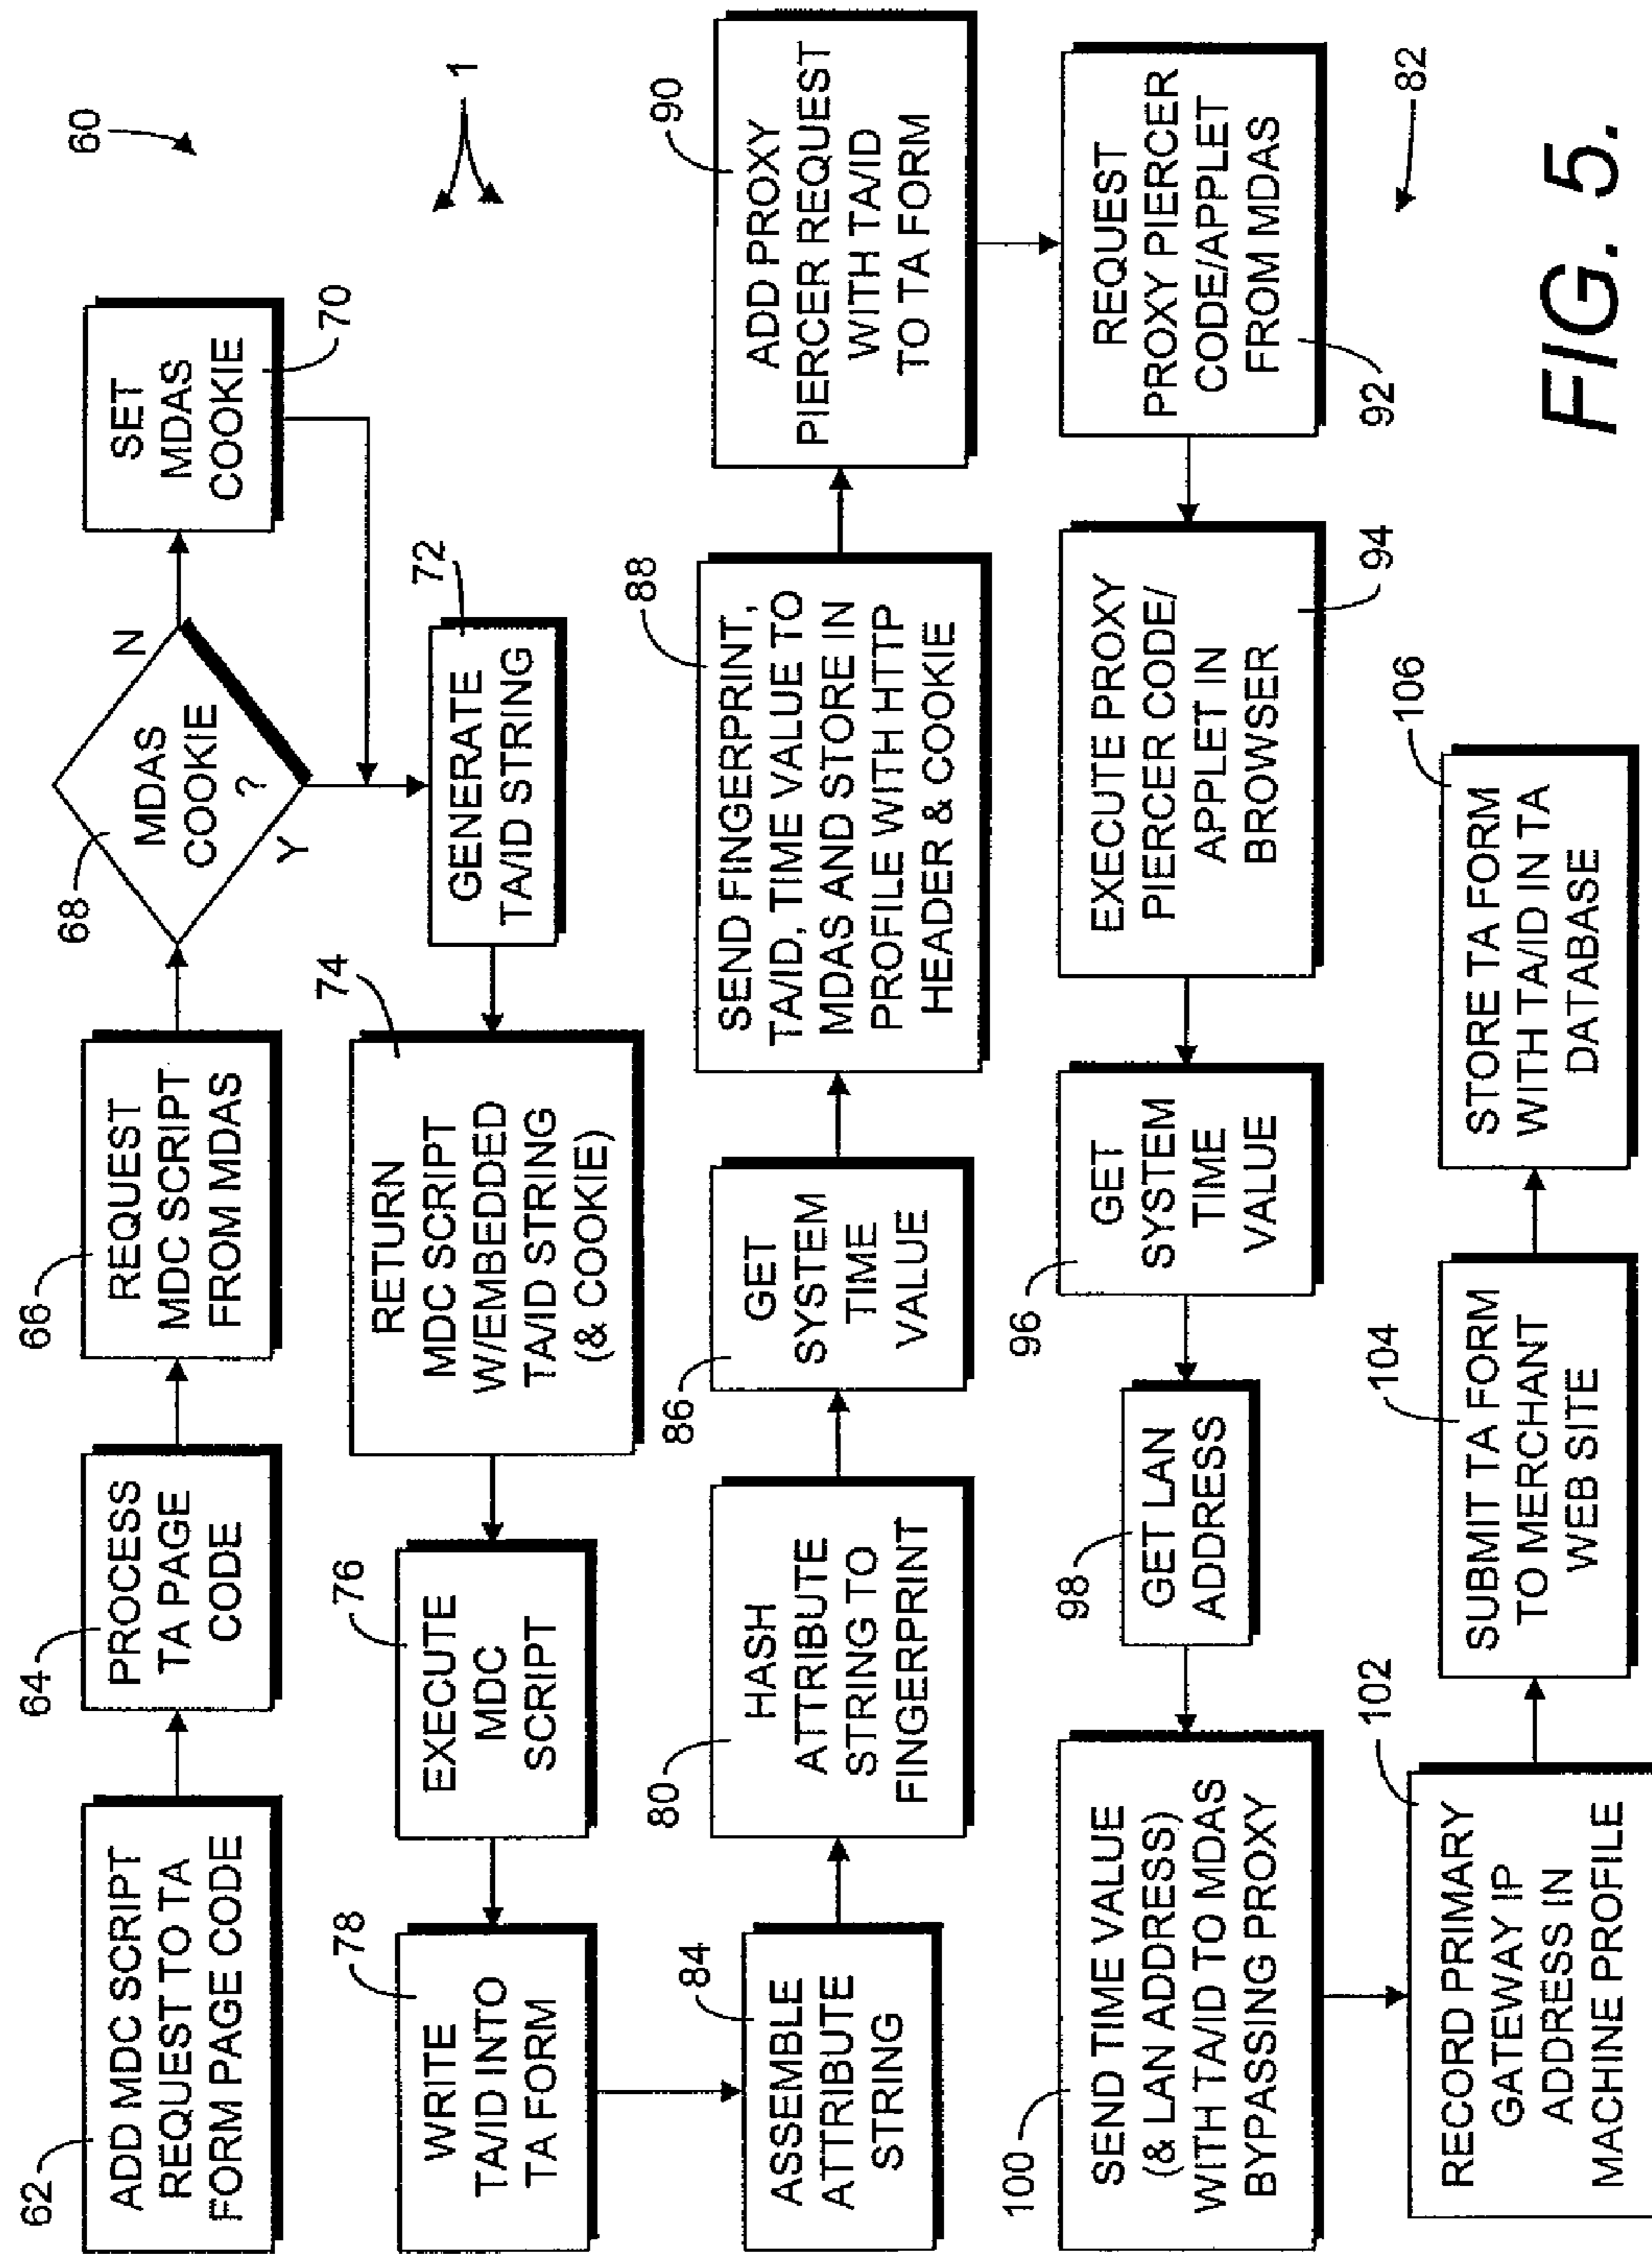 60
1
62
ADD MDC SCRIPT
REQUEST TO TA
FORM PAGE CODE
64
PROCESS
TA PAGE
CODE
66
REQUEST
MDC SCRIPT
FROM MDAS
68
MDAS
COOKIE
?
N
Y
SET
MDAS
COOKIE
70
72
GENERATE
TA/ID STRING
74
RETURN
MDC SCRIPT
W/EMBEDDED
TA/ID STRING
(& COOKIE)
76
EXECUTE
MDC
SCRIPT
78
WRITE
TA/ID INTO
TA FORM
84
ASSEMBLE
ATTRIBUTE
STRING
80
HASH
ATTRIBUTE
STRING TO
FINGERPRINT
86
GET
SYSTEM
TIME
VALUE
88
SEND FINGERPRINT,
TA/ID, TIME VALUE TO
MDAS AND STORE IN
PROFILE WITH HTTP
HEADER & COOKIE
90
ADD PROXY
PIERCER REQUEST
WITH TA/ID
TO TA FORM
REQUEST
PROXY PIERCER
CODE/APPLET
FROM MDAS
92
EXECUTE PROXY
PIERCER CODE/
APPLET IN
BROWSER
94
GET
SYSTEM
TIME
VALUE
96
98
GET LAN
ADDRESS
100
SEND TIME VALUE
(& LAN ADDRESS)
WITH TA/ID TO MDAS
BYPASSING PROXY
102
RECORD PRIMARY
GATEWAY IP
ADDRESS IN
MACHINE PROFILE
104
SUBMIT TA FORM
TO MERCHANT
WEB SITE
106
STORE TA FORM
WITH TA/ID IN TA
DATABASE
82
FIG. 5.